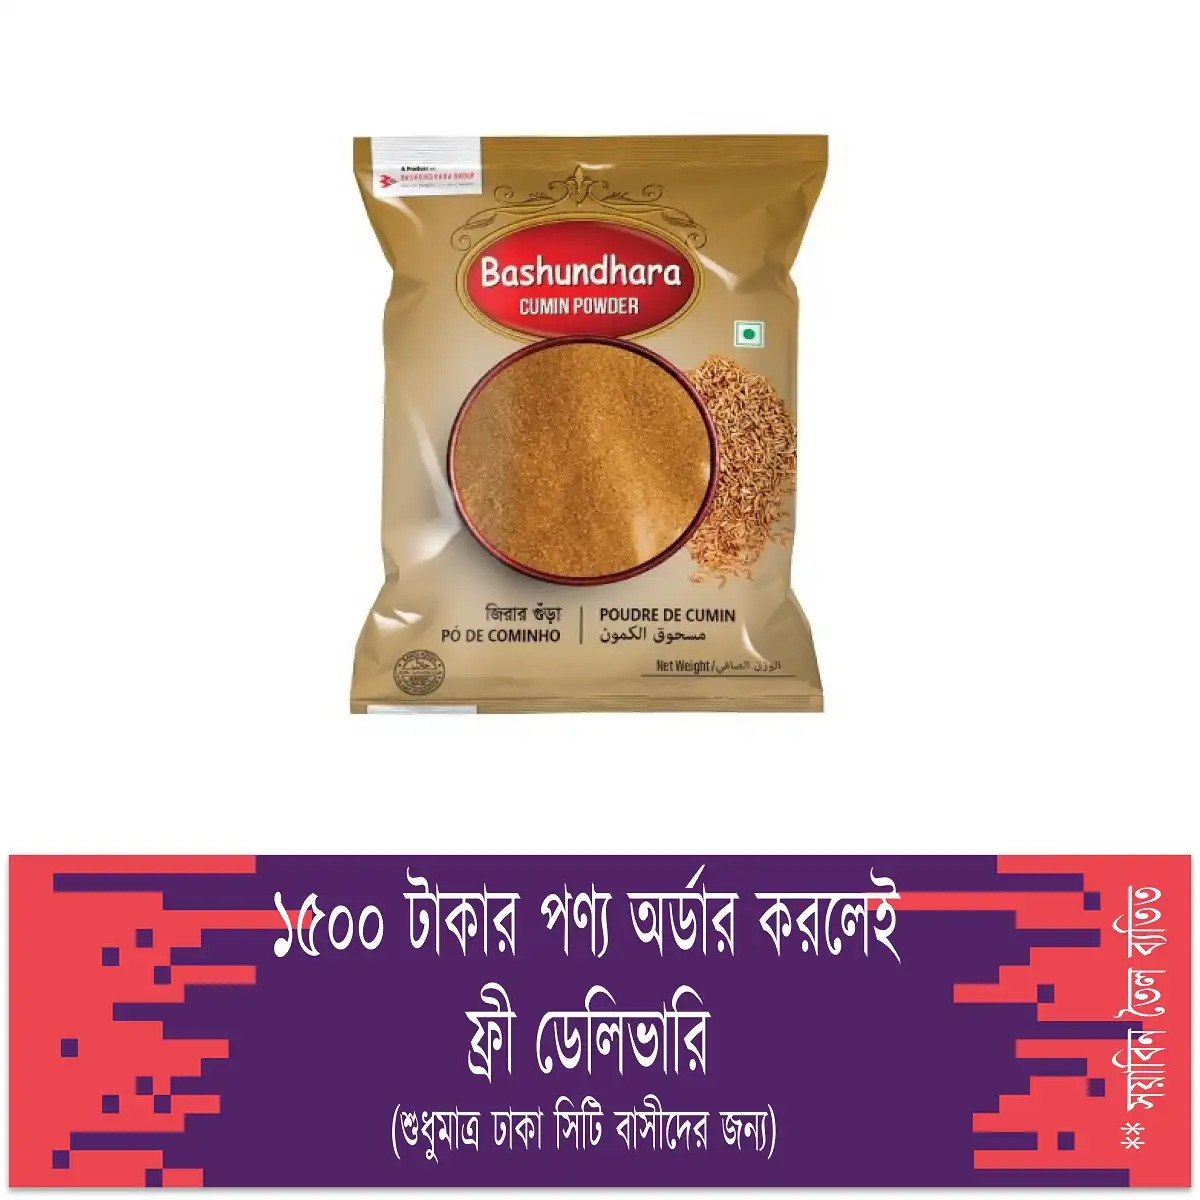 A Product of
BASHUNDHARA GROUP
Bashundhara
CUMIN POWDER
জিরার গুঁড়া
PÓ DE COMINHO
POUDRE DE CUMIN
مسحوق الكمون
Net Weight/الوزن الصافي
১৫০০ টাকার পণ্য অর্ডার করলেই
ফ্রী ডেলিভারি
(শুধুমাত্র ঢাকা সিটি বাসীদের জন্য)
** সয়াবিন তৈল ব্যতিত